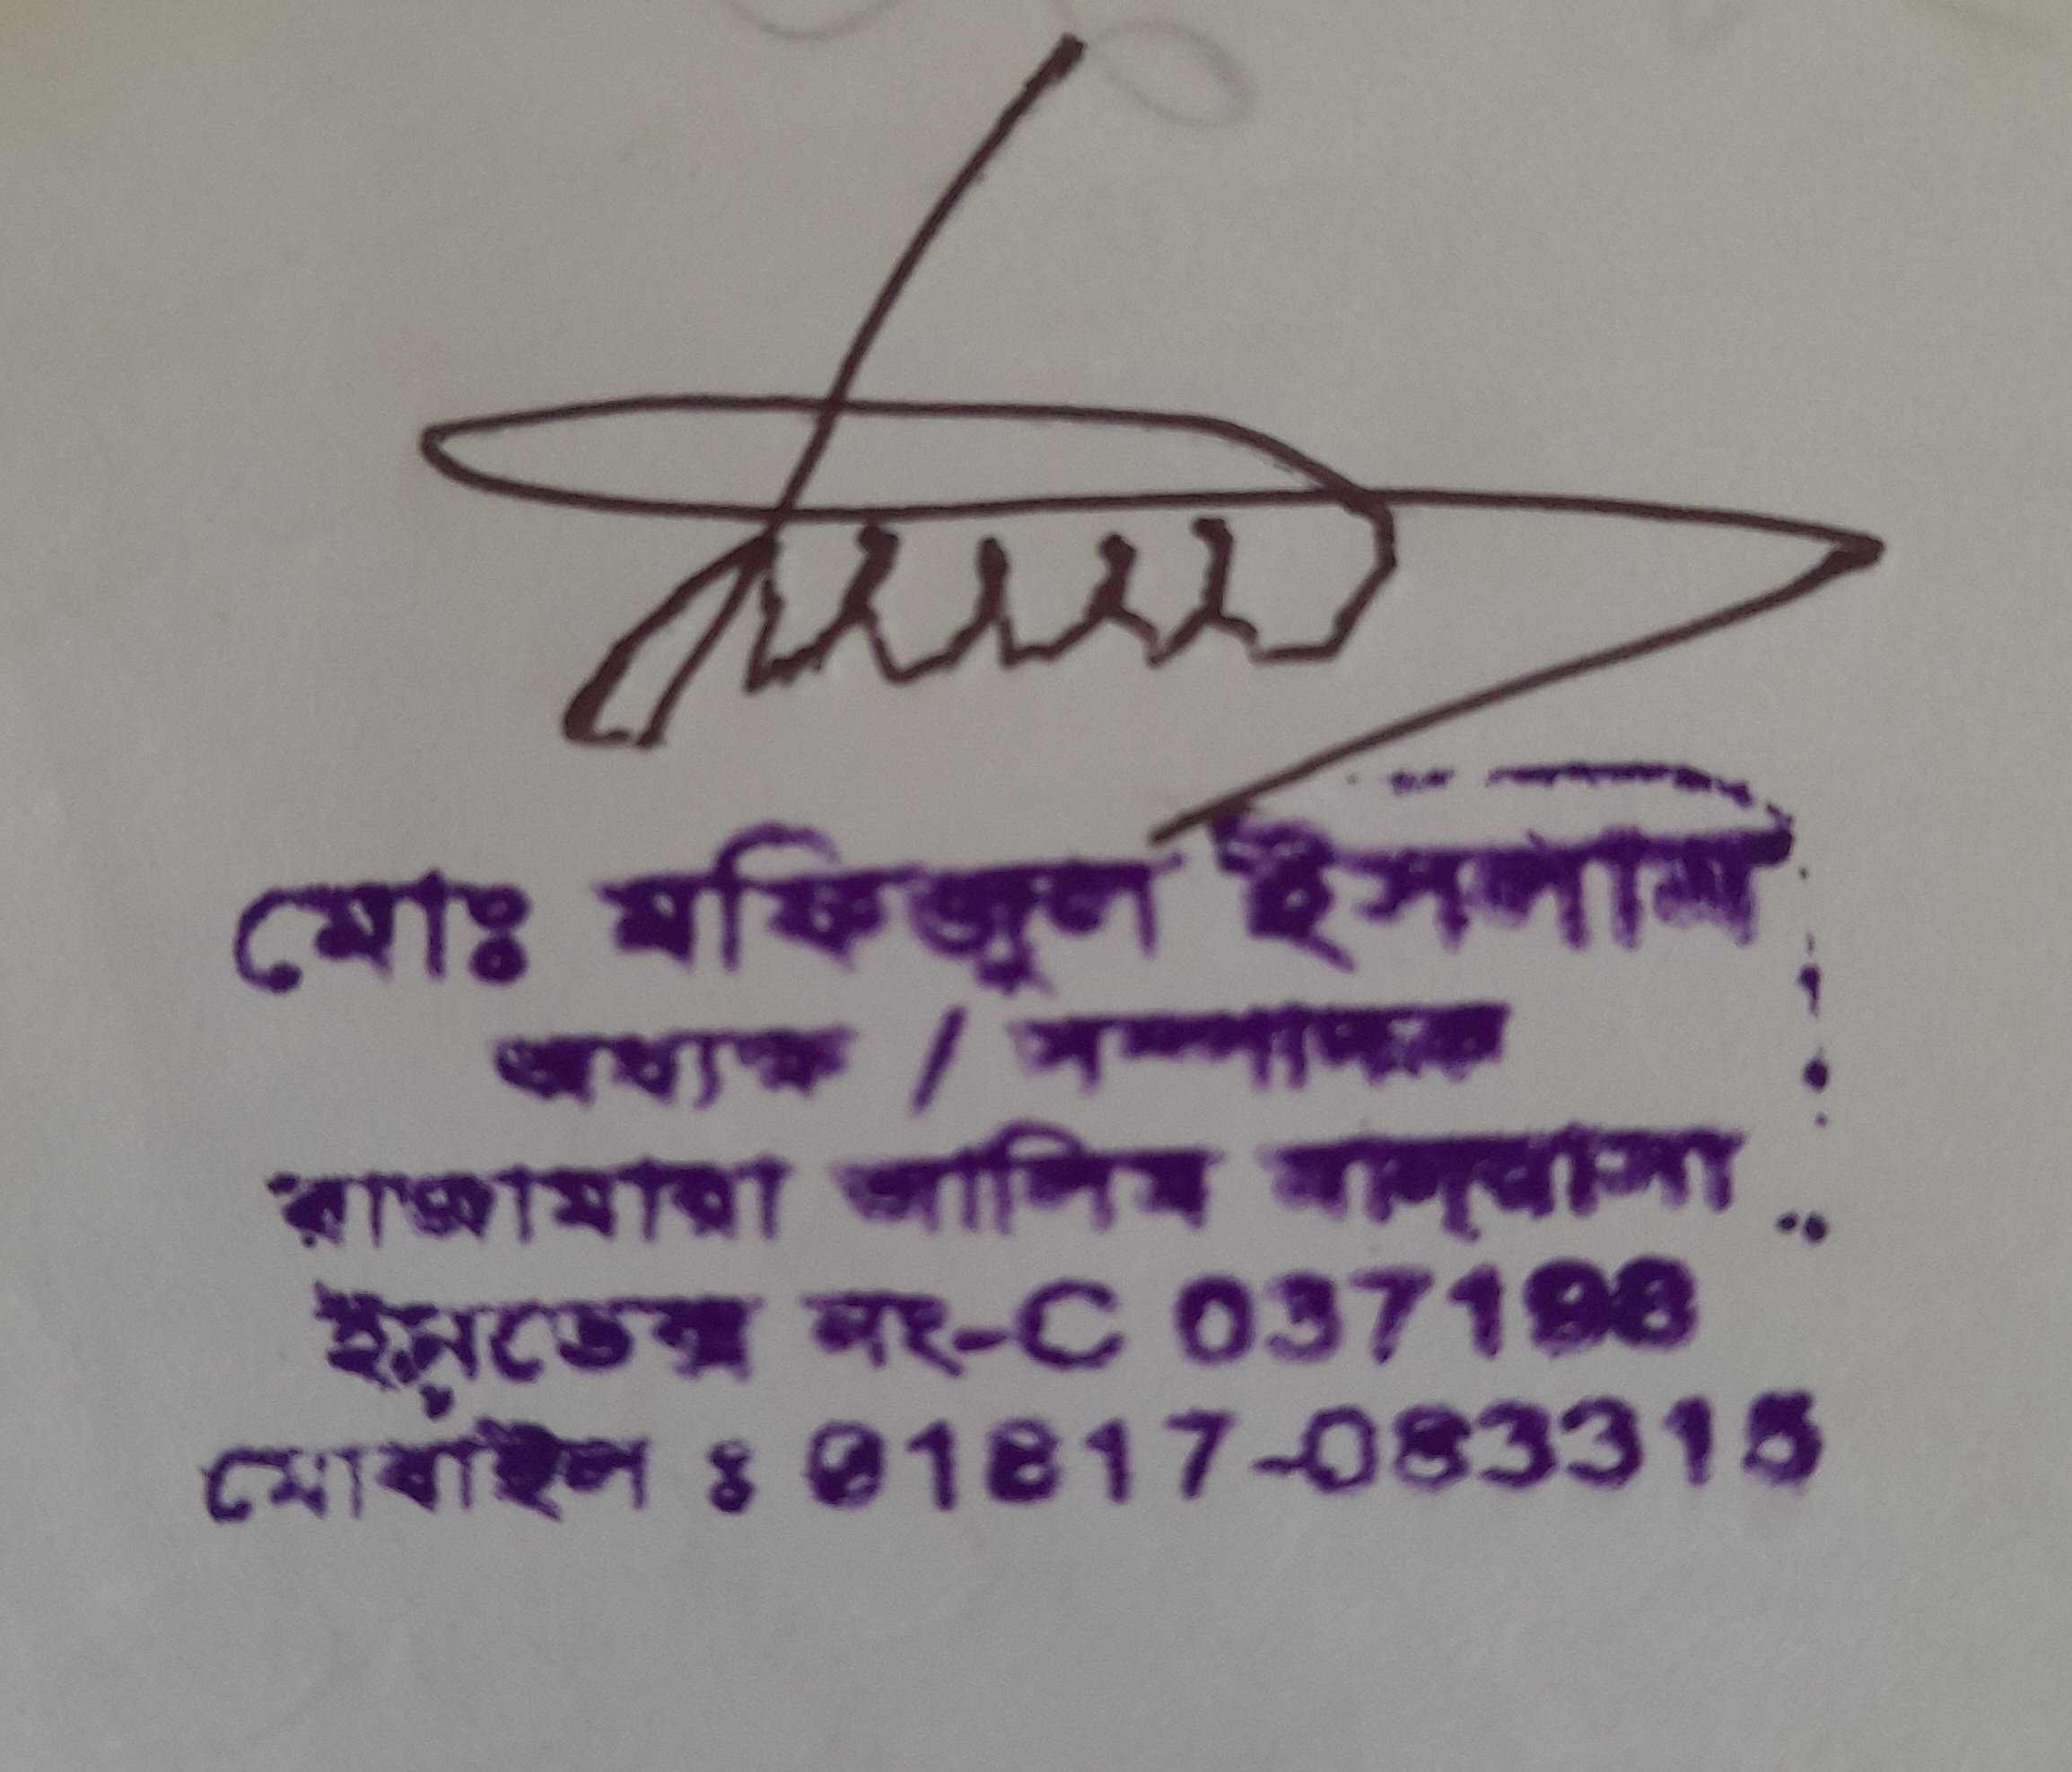 মোঃ মফিজুল ইসলাম
অধ্যক্ষ / সম্পাদক
রাজামারা আলিম মাদ্রাসা
ইনডেক্স নং-C 037198
মোবাইল : 01817-083315